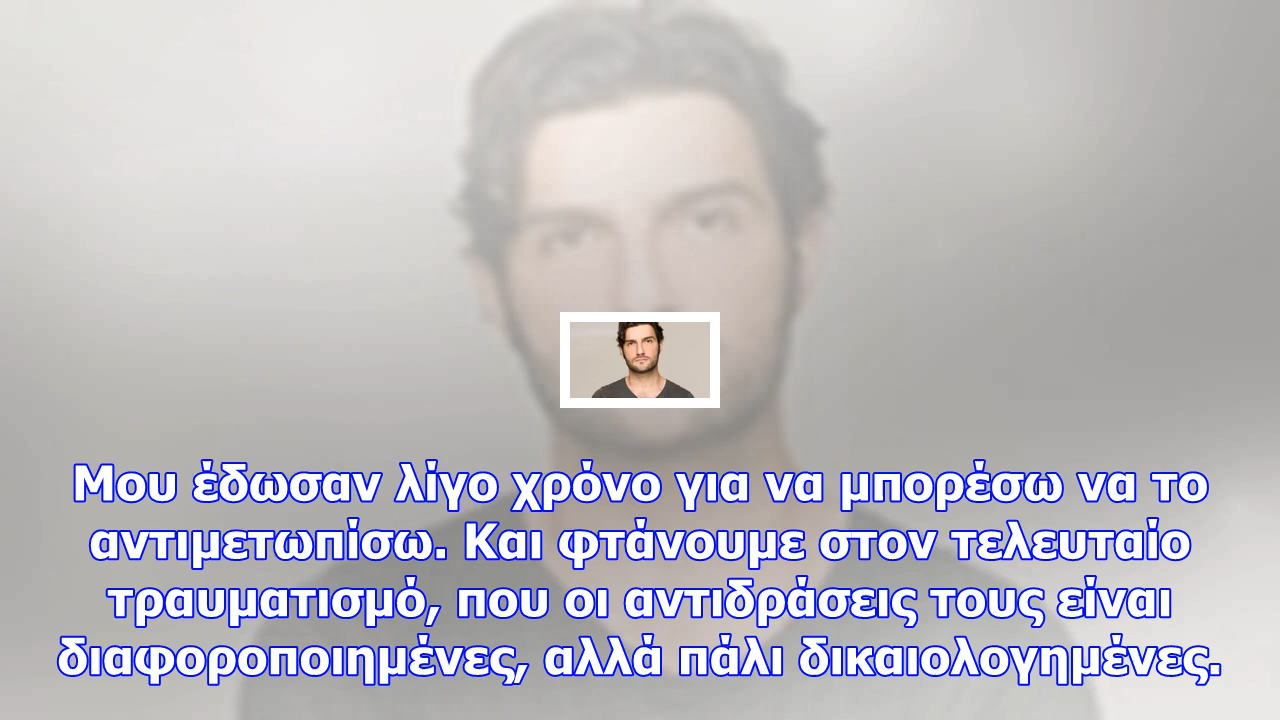 Μου έδωσαν λίγο χρόνο για να μπορέσω να το
αντιμετωπίσω. Και φτάνουμε στον τελευταίο
τραυματισμό, που οι αντιδράσεις τους είναι
διαφοροποιημένες, αλλά πάλι δικαιολογημένες.